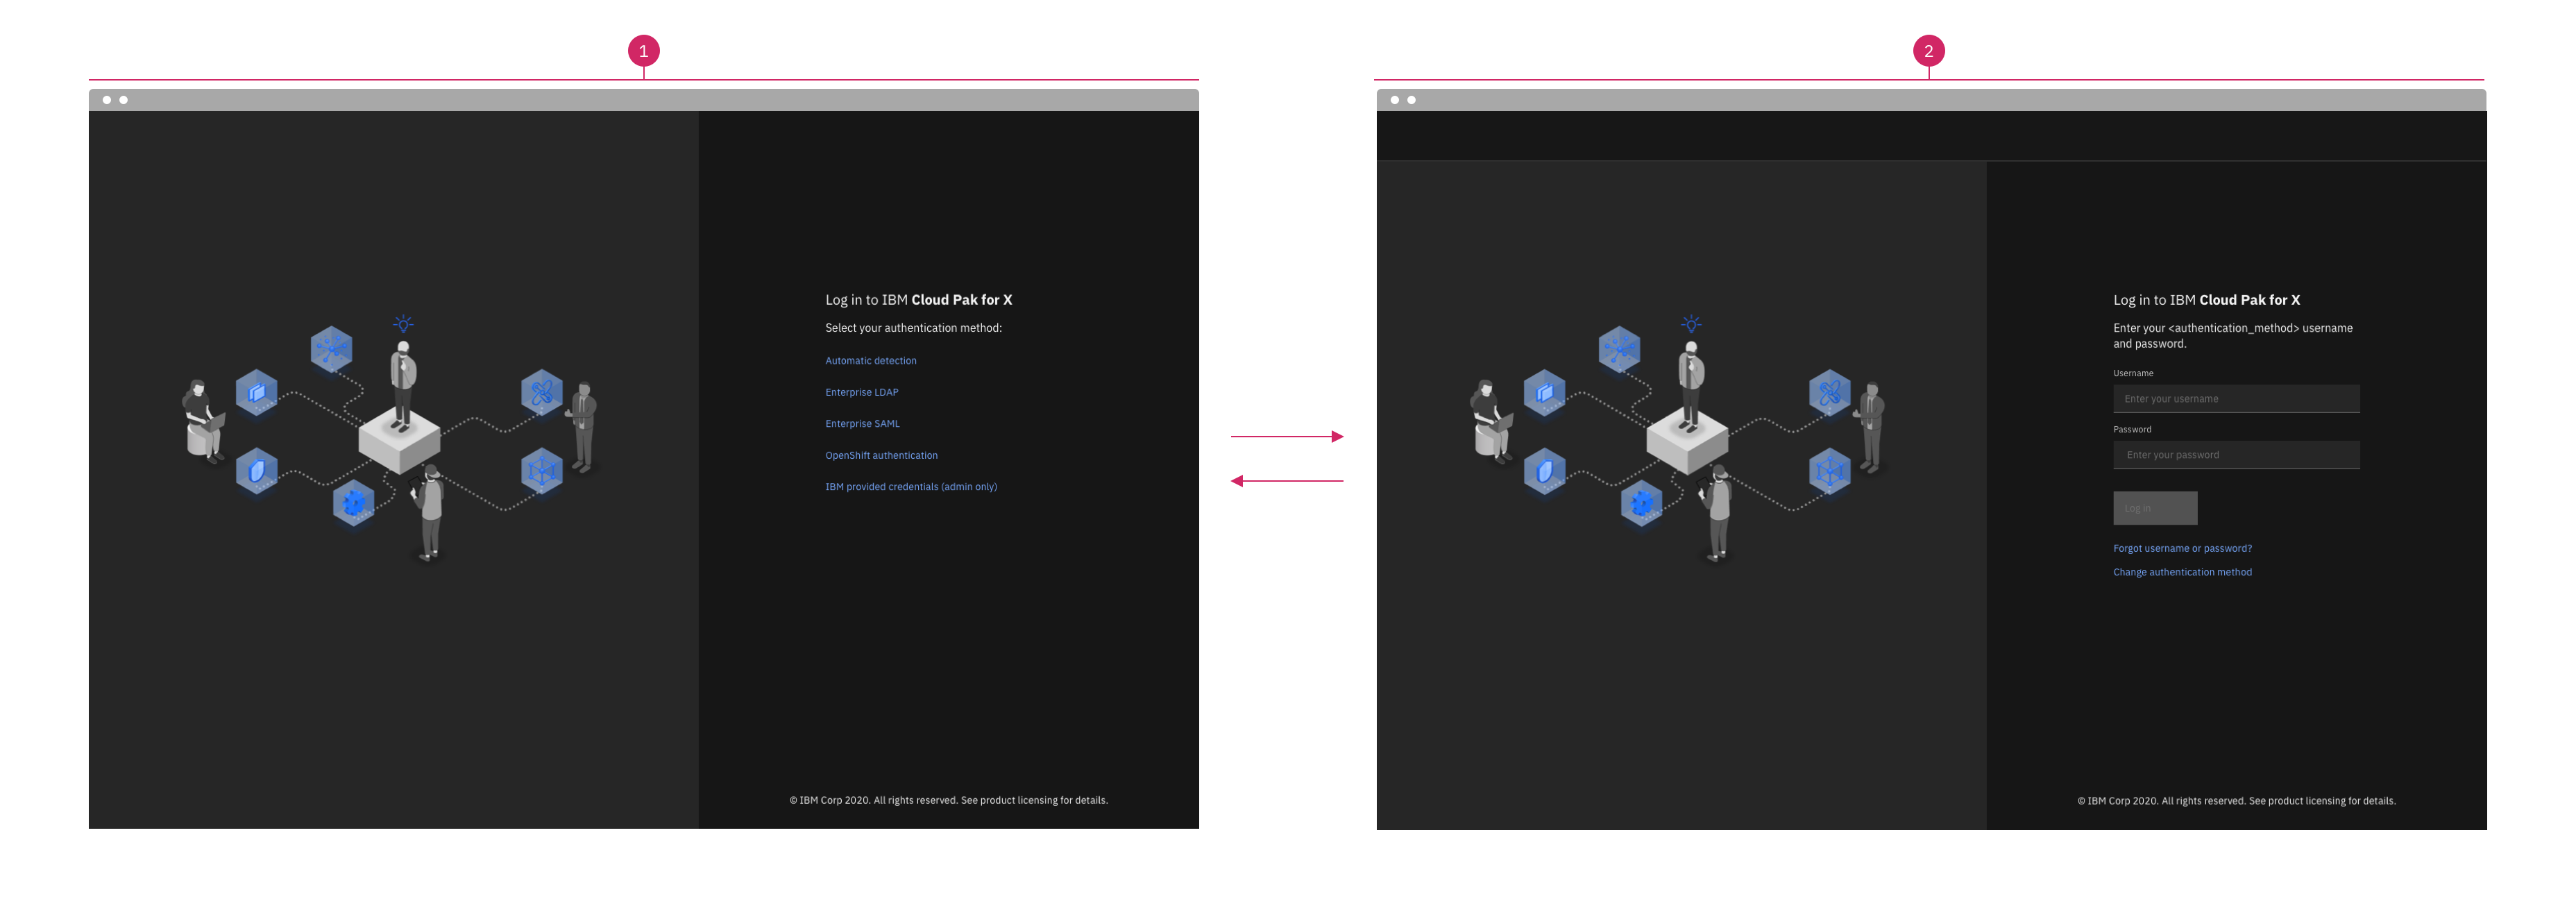 1
Log in to IBM Cloud Pak for X
Select your authentication method:
Automatic detection
Enterprise LDAP
Enterprise SAML
OpenShift authentication
IBM provided credentials (admin only)
© IBM Corp 2020. All rights reserved. See product licensing for details.
2
Log in to IBM Cloud Pak for X
Enter your <authentication_method> username
and password.
Username
Enter your username
Password
Enter your password
Log in
Forgot username or password?
Change authentication method
© IBM Corp 2020. All rights reserved. See product licensing for details.